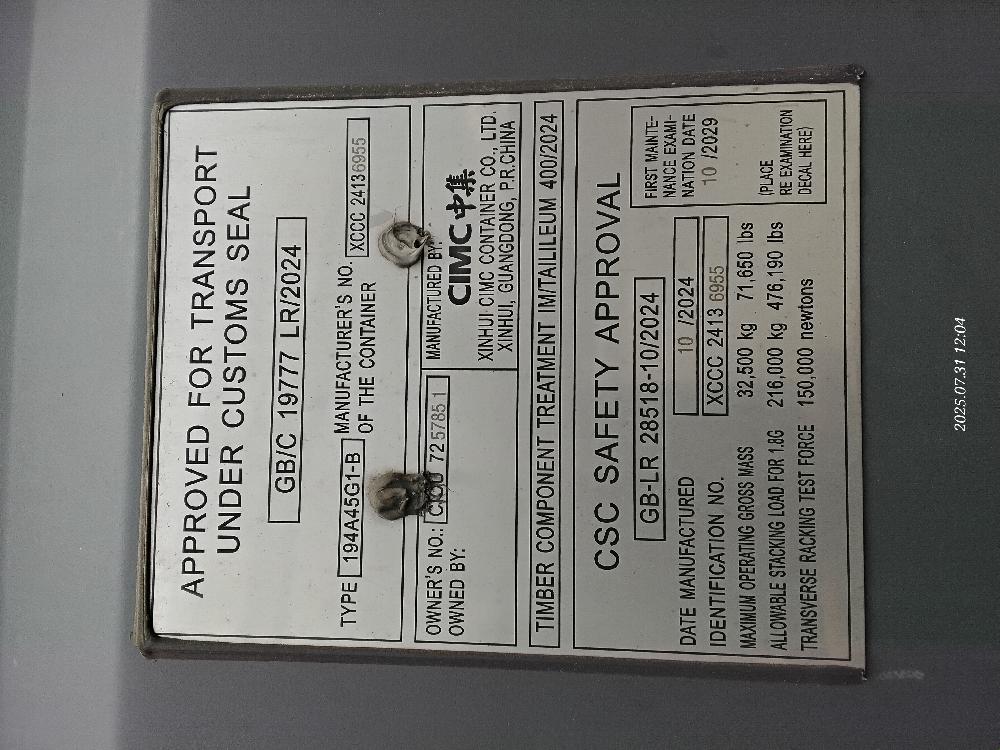 APPROVED FOR TRANSPORT
UNDER CUSTOMS SEAL
GB/C 19777 LR/2024
TYPE 194A45G1-B MANUFACTURER'S NO. XCCC 2413 6955
OF THE CONTAINER
OWNER'S NO.: 72 5785 1
OWNED BY:
MANUFACTURED BY:
CIMC 中集
XINHUI CIMC CONTAINER CO., LTD.
XINHUI, GUANGDONG, P.R.CHINA
TIMBER COMPONENT TREATMENT IM/TAILILEUM 400/2024
CSC SAFETY APPROVAL
GB-LR 28518-10/2024
DATE MANUFACTURED 10 /2024
IDENTIFICATION NO. XCCC 2413 6955
MAXIMUM OPERATING GROSS MASS 32,500 kg 71,650 lbs
ALLOWABLE STACKING LOAD FOR 1.8G 216,000 kg 476,190 lbs
TRANSVERSE RACKING TEST FORCE 150,000 newtons
FIRST MAINTE-
NANCE EXAMI-
NATION DATE
10 /2029
(PLACE
RE EXAMINATION
DECAL HERE)
2025.07.31 12:04